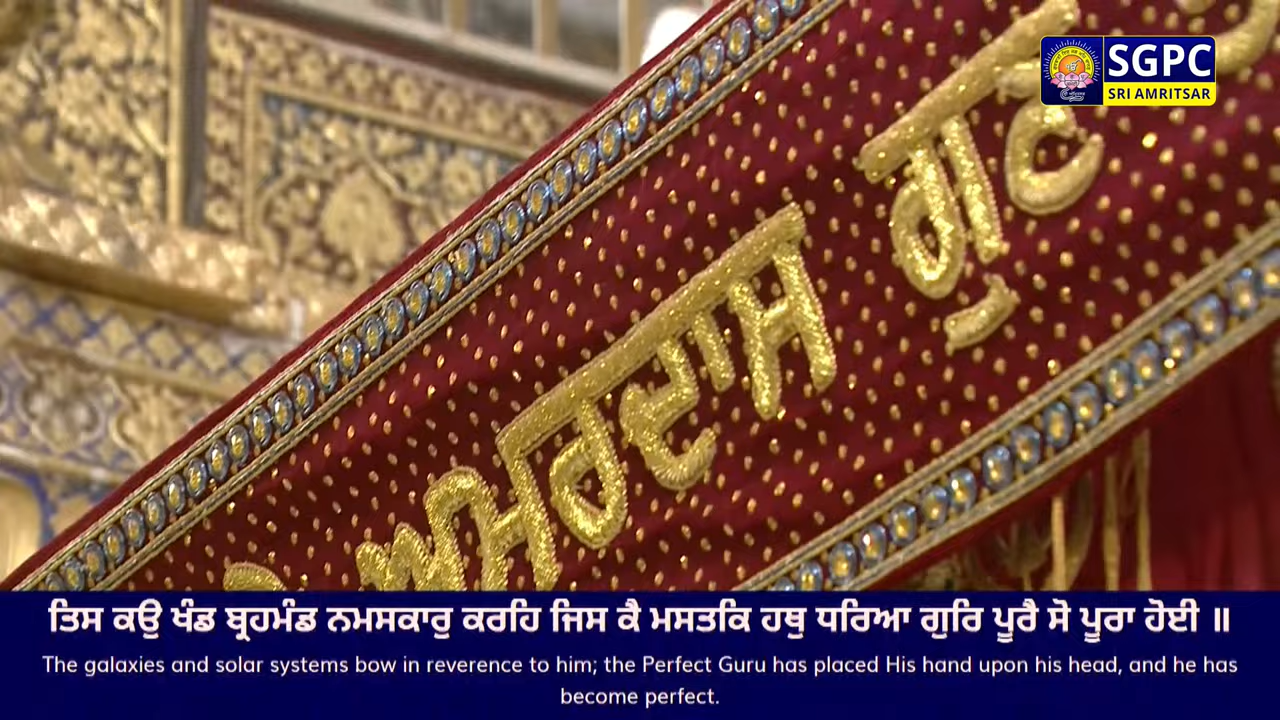 SGPC
SRI AMRITSAR
ਅਮਰਦਾਸ ਗੁਣ
ਤਿਸ ਕਉ ਖੰਡ ਬ੍ਰਹਮੰਡ ਨਮਸਕਾਰੁ ਕਰਹਿ ਜਿਸ ਕੈ ਮਸਤਕਿ ਹਥੁ ਧਰਿਆ ਗੁਰਿ ਪੂਰੈ ਸੋ ਪੂਰਾ ਹੋਈ ॥
The galaxies and solar systems bow in reverence to him; the Perfect Guru has placed His hand upon his head, and he has
become perfect.